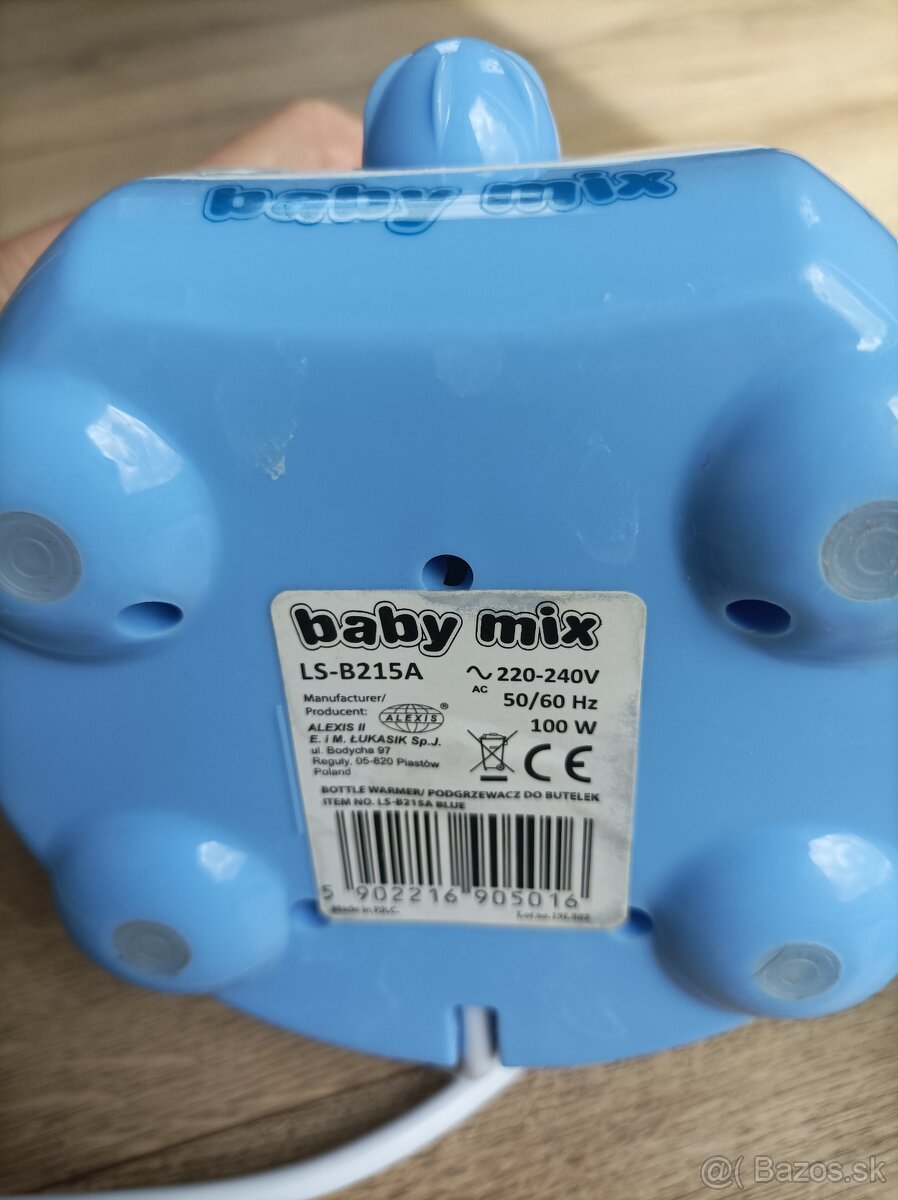 baby mix
baby mix
LS-B215A
AC
220-240V
50/60 Hz
100 W
Manufacturer/
Producent:
ALEXIS ®
ALEXIS II
E. i M. ŁUKASIK Sp.J.
ul. Bodycha 97
Reguły, 05-820 Piastów
Poland
CE
BOTTLE WARMER/ PODGRZEWACZ DO BUTELEK
ITEM NO. LS-B215A BLUE
5 902216 905016
Made in P.R.C.
@( Bazos.sk